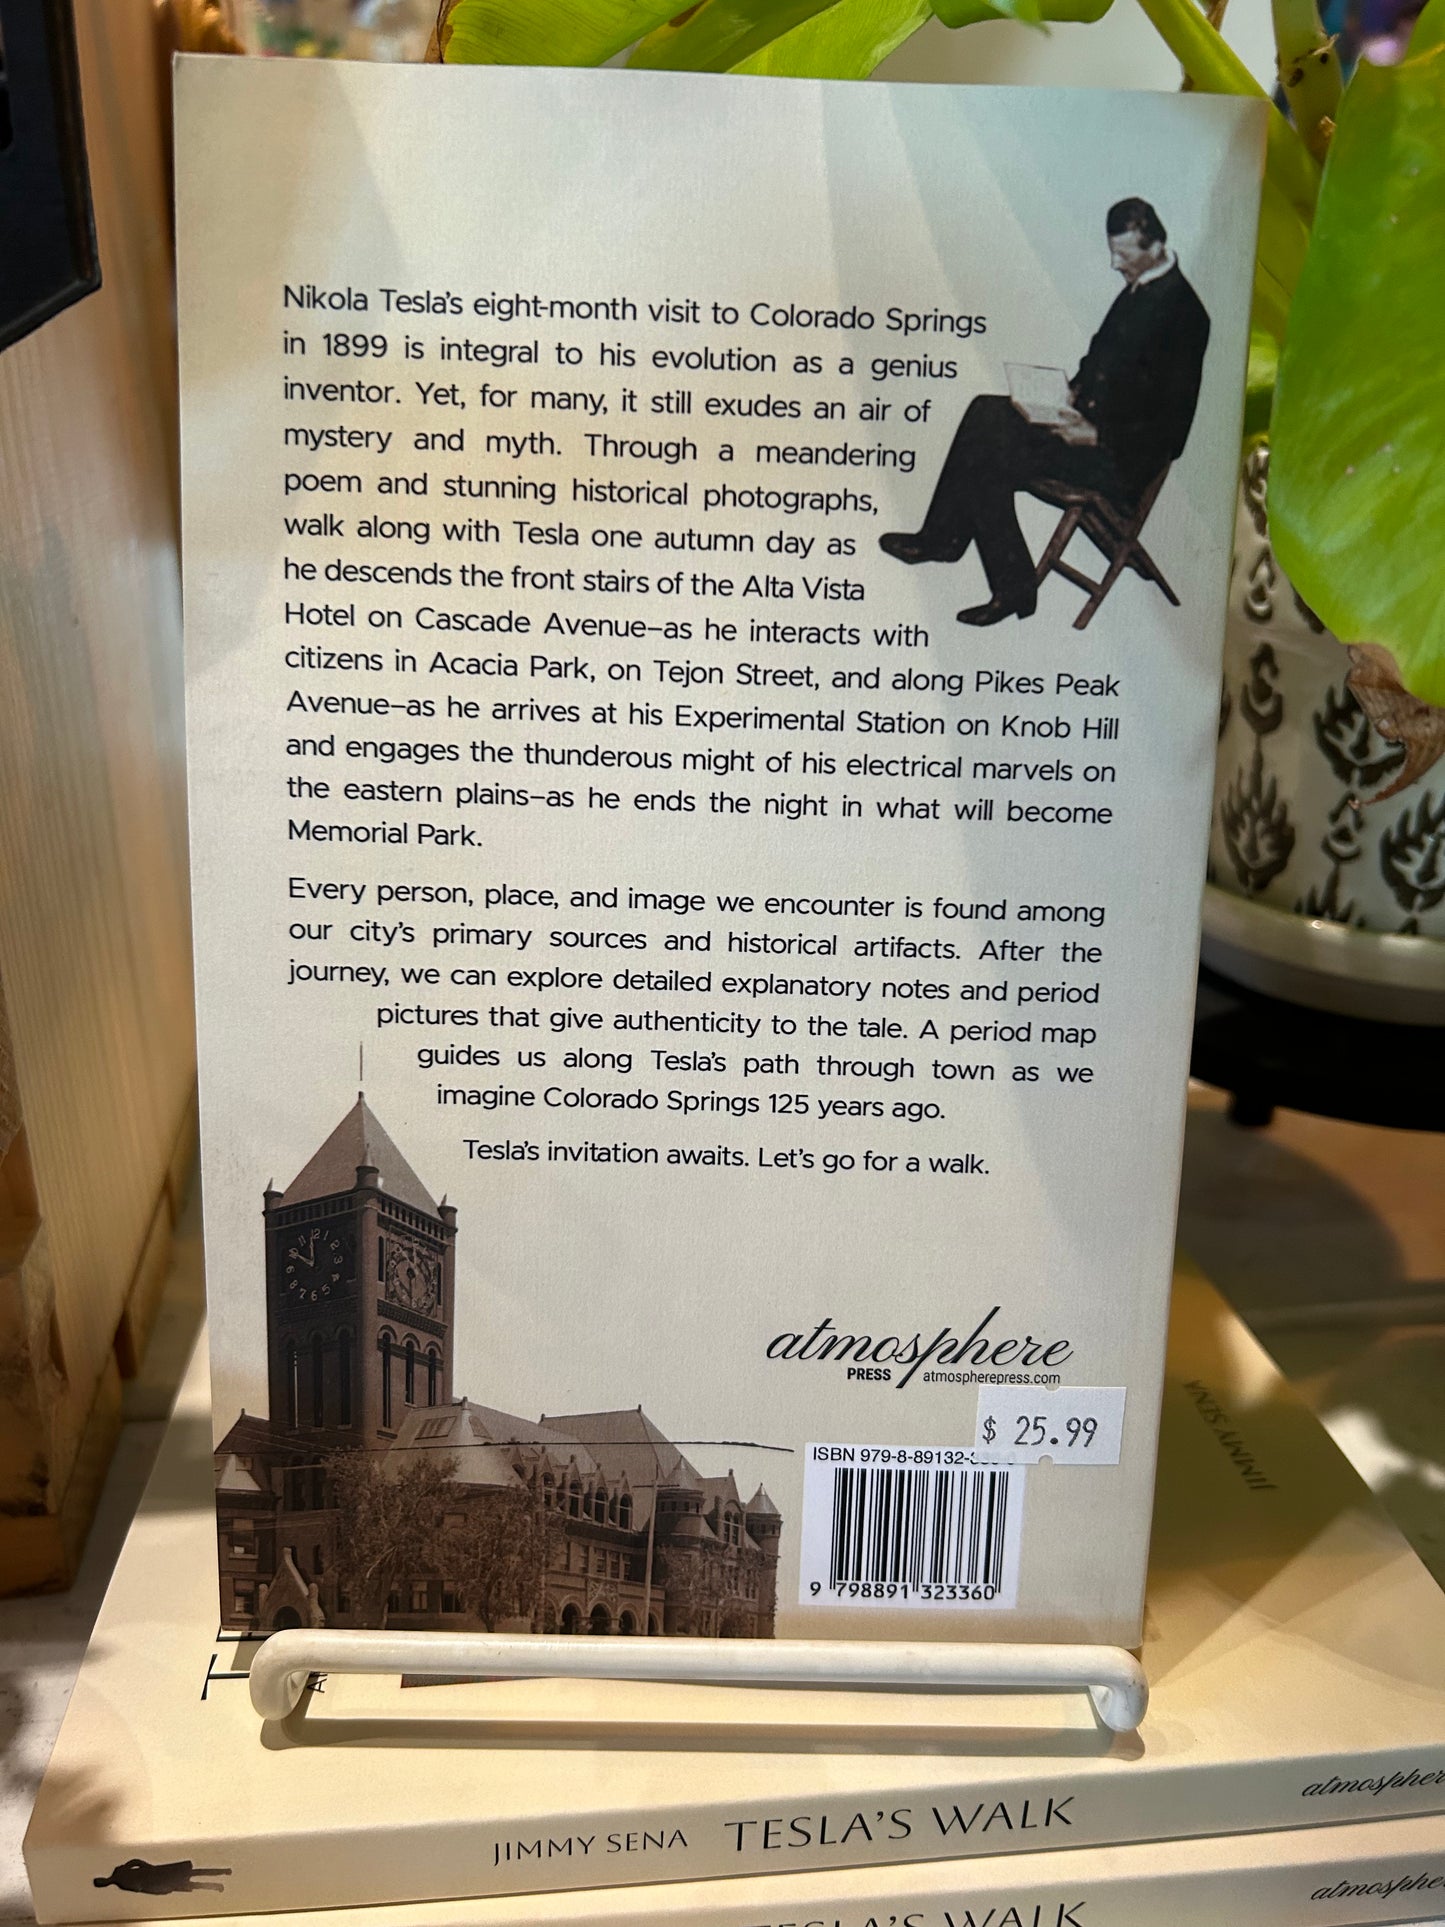 Nikola Tesla's eight-month visit to Colorado Springs
in 1899 is integral to his evolution as a genius
inventor. Yet, for many, it still exudes an air of
mystery and myth. Through a meandering
poem and stunning historical photographs,
walk along with Tesla one autumn day as
he descends the front stairs of the Alta Vista
Hotel on Cascade Avenue–as he interacts with
citizens in Acacia Park, on Tejon Street, and along Pikes Peak
Avenue–as he arrives at his Experimental Station on Knob Hill
and engages the thunderous might of his electrical marvels on
the eastern plains–as he ends the night in what will become
Memorial Park.
Every person, place, and image we encounter is found among
our city's primary sources and historical artifacts. After the
journey, we can explore detailed explanatory notes and period
pictures that give authenticity to the tale. A period map
guides us along Tesla's path through town as we
imagine Colorado Springs 125 years ago.
Tesla's invitation awaits. Let's go for a walk.
atmosphere
PRESS atmospherepress.com
$ 25.99
ISBN 979-8-89132-
9 798891 323360
JIMMY SENA
JIMMY SENA TESLA'S WALK
TESLA'S WALK